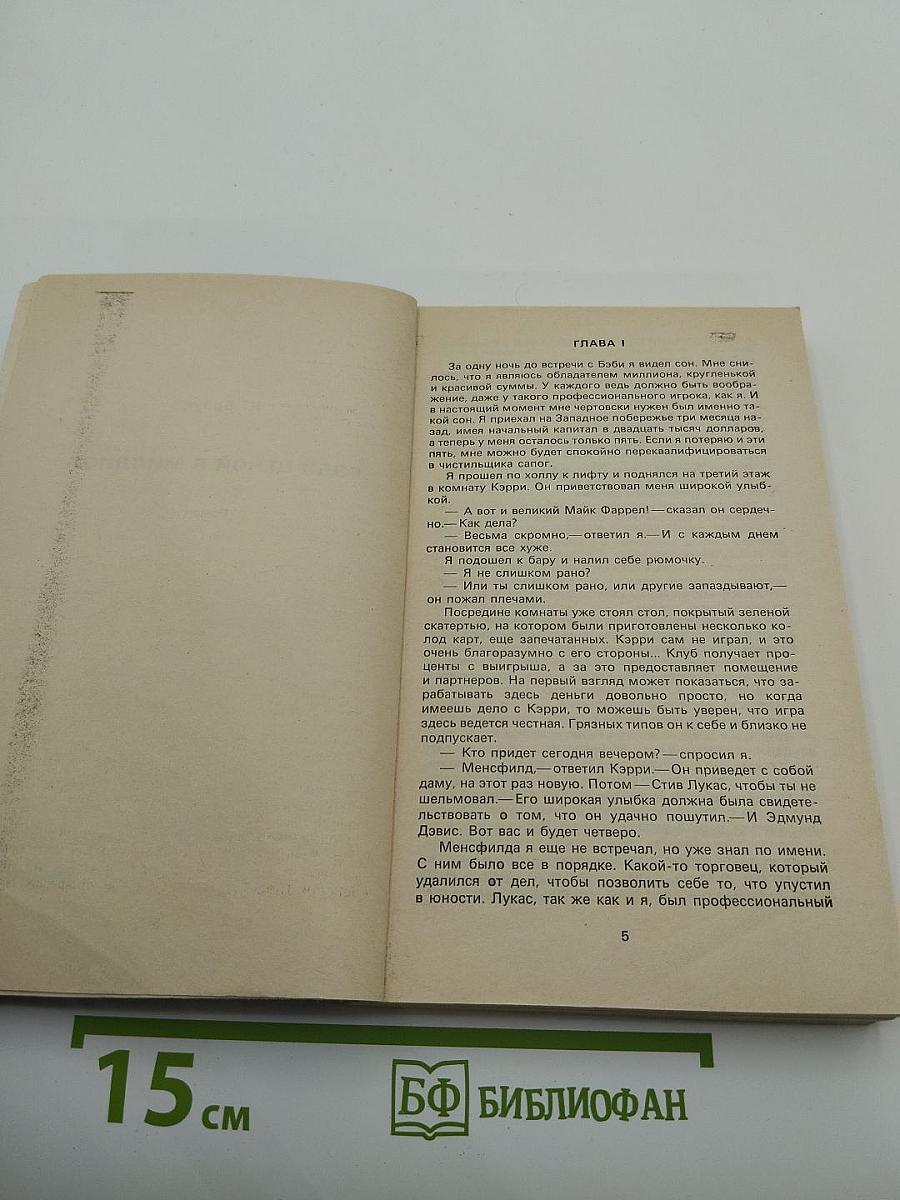 ГЛАВА I
За одну ночь до встречи с Бэби я видел сон. Мне сни-
лось, что я являюсь обладателем миллиона, кругленькой
и красивой суммы. У каждого ведь должно быть вообра-
жение, даже у такого профессионального игрока, как я. И
в настоящий момент мне чертовски нужен был именно та-
кой сон. Я приехал на Западное побережье три месяца на-
зад, имея начальный капитал в двадцать тысяч долларов,
а теперь у меня осталось только пять. Если я потеряю и эти
пять, мне можно будет спокойно переквалифицироваться
в чистильщика сапог.
Я прошел по холлу к лифту и поднялся на третий этаж
в комнату Кэрри. Он приветствовал меня широкой улыб-
кой.
— А вот и великий Майк Фаррел!—сказал он сердеч-
но.—Как дела?
— Весьма скромно,—ответил я.—И с каждым днем
становится все хуже.
Я подошел к бару и налил себе рюмочку.
— Я не слишком рано?
— Или ты слишком рано, или другие запаздывают,—
он пожал плечами.
Посредине комнаты уже стоял стол, покрытый зеленой
скатертью, на котором были приготовлены несколько ко-
лод карт, еще запечатанных. Кэрри сам не играл, и это
очень благоразумно с его стороны... Клуб получает про-
центы с выигрыша, а за это предоставляет помещение
и партнеров. На первый взгляд может показаться, что за-
рабатывать здесь деньги довольно просто, но когда
имеешь дело с Кэрри, то можешь быть уверен, что игра
здесь ведется честная. Грязных типов он к себе и близко не
подпускает.
— Кто придет сегодня вечером?—спросил я.
— Менсфилд,—ответил Кэрри.—Он приведет с собой
даму, на этот раз новую. Потом—Стив Лукас, чтобы ты не
шельмовал.—Его широкая улыбка должна была свидете-
льствовать о том, что он удачно пошутил.—И Эдмунд
Дэвис. Вот вас и будет четверо.
Менсфилда я еще не встречал, но уже знал по имени.
С ним было все в порядке. Какой-то торговец, который
удалился от дел, чтобы позволить себе то, что упустил
в юности. Лукас, так же как и я, был профессиональный
5
15 см
БФ БИБЛИОФАН